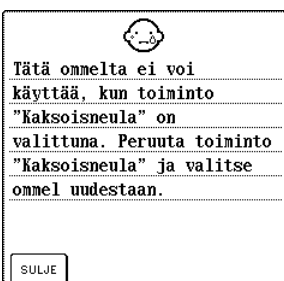 Tätä ommelta ei voi
käyttää, kun toiminto
”Kaksoisneula” on
valittuna. Peruuta toiminto
”Kaksoisneula” ja valitse
ommel uudestaan.
SULJE